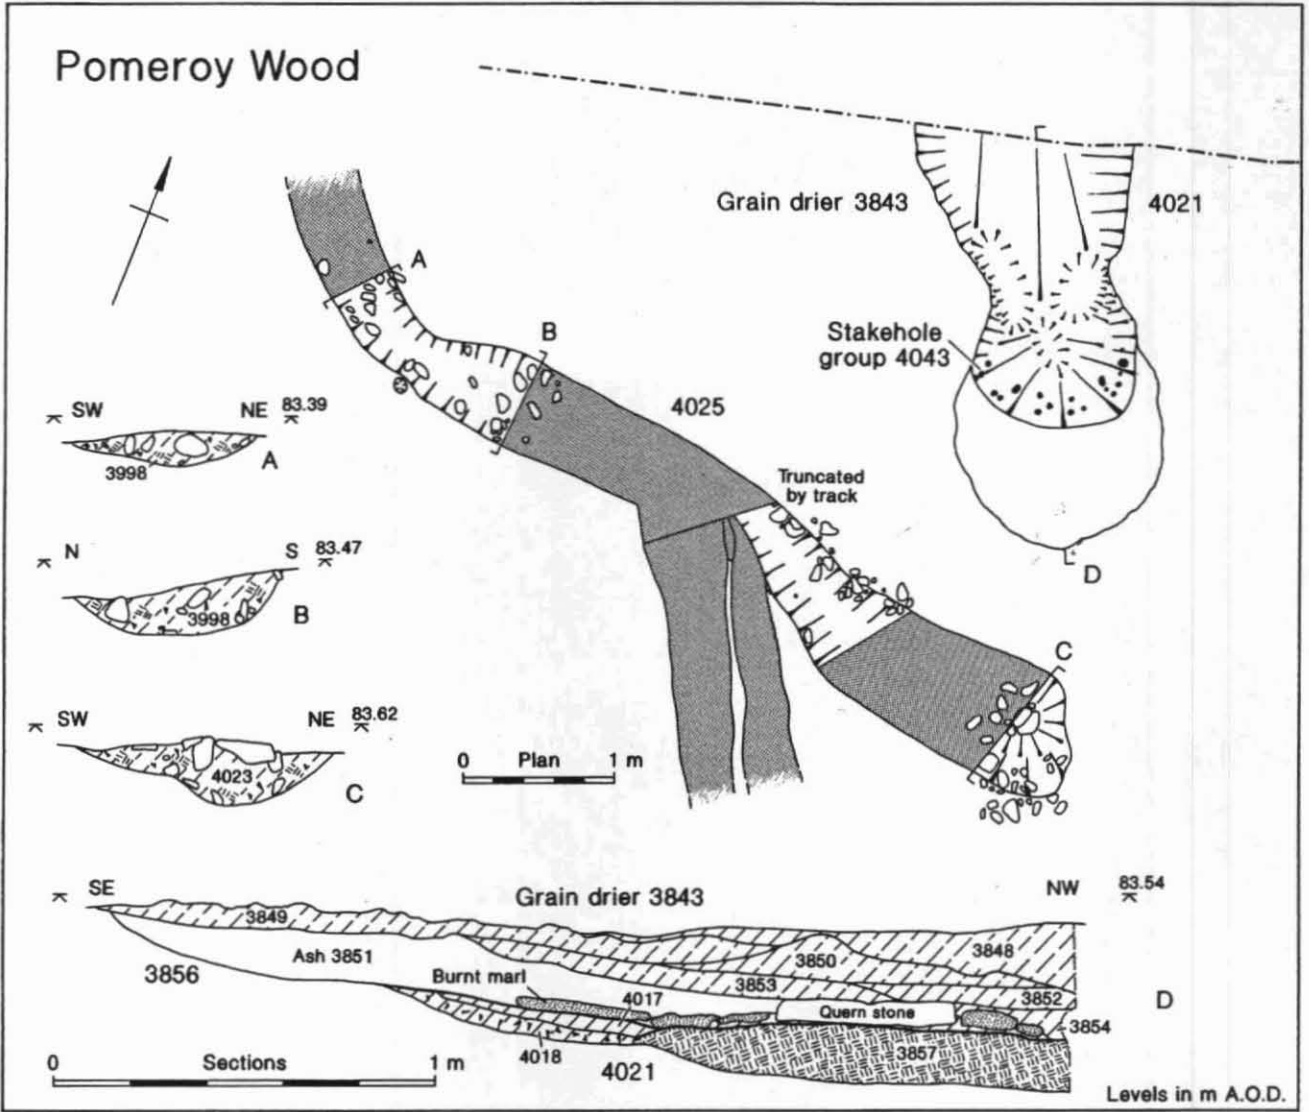 Pomeroy Wood
Grain drier 3843
4021
A
Stakehole
group 4043
B
4025
SW NE 83.39
A
3998
Truncated
by track
N S 83.47
3998
B
D
C
SW NE 83.62
4023
C
0 Plan 1 m
SE Grain drier 3843 NW 83.54
3849
3848
Ash 3851
3850
3856
Burnt marl
3853
4017
3852
D
Quern stone
3854
3857
4018
4021
0 Sections 1 m
Levels in m A.O.D.